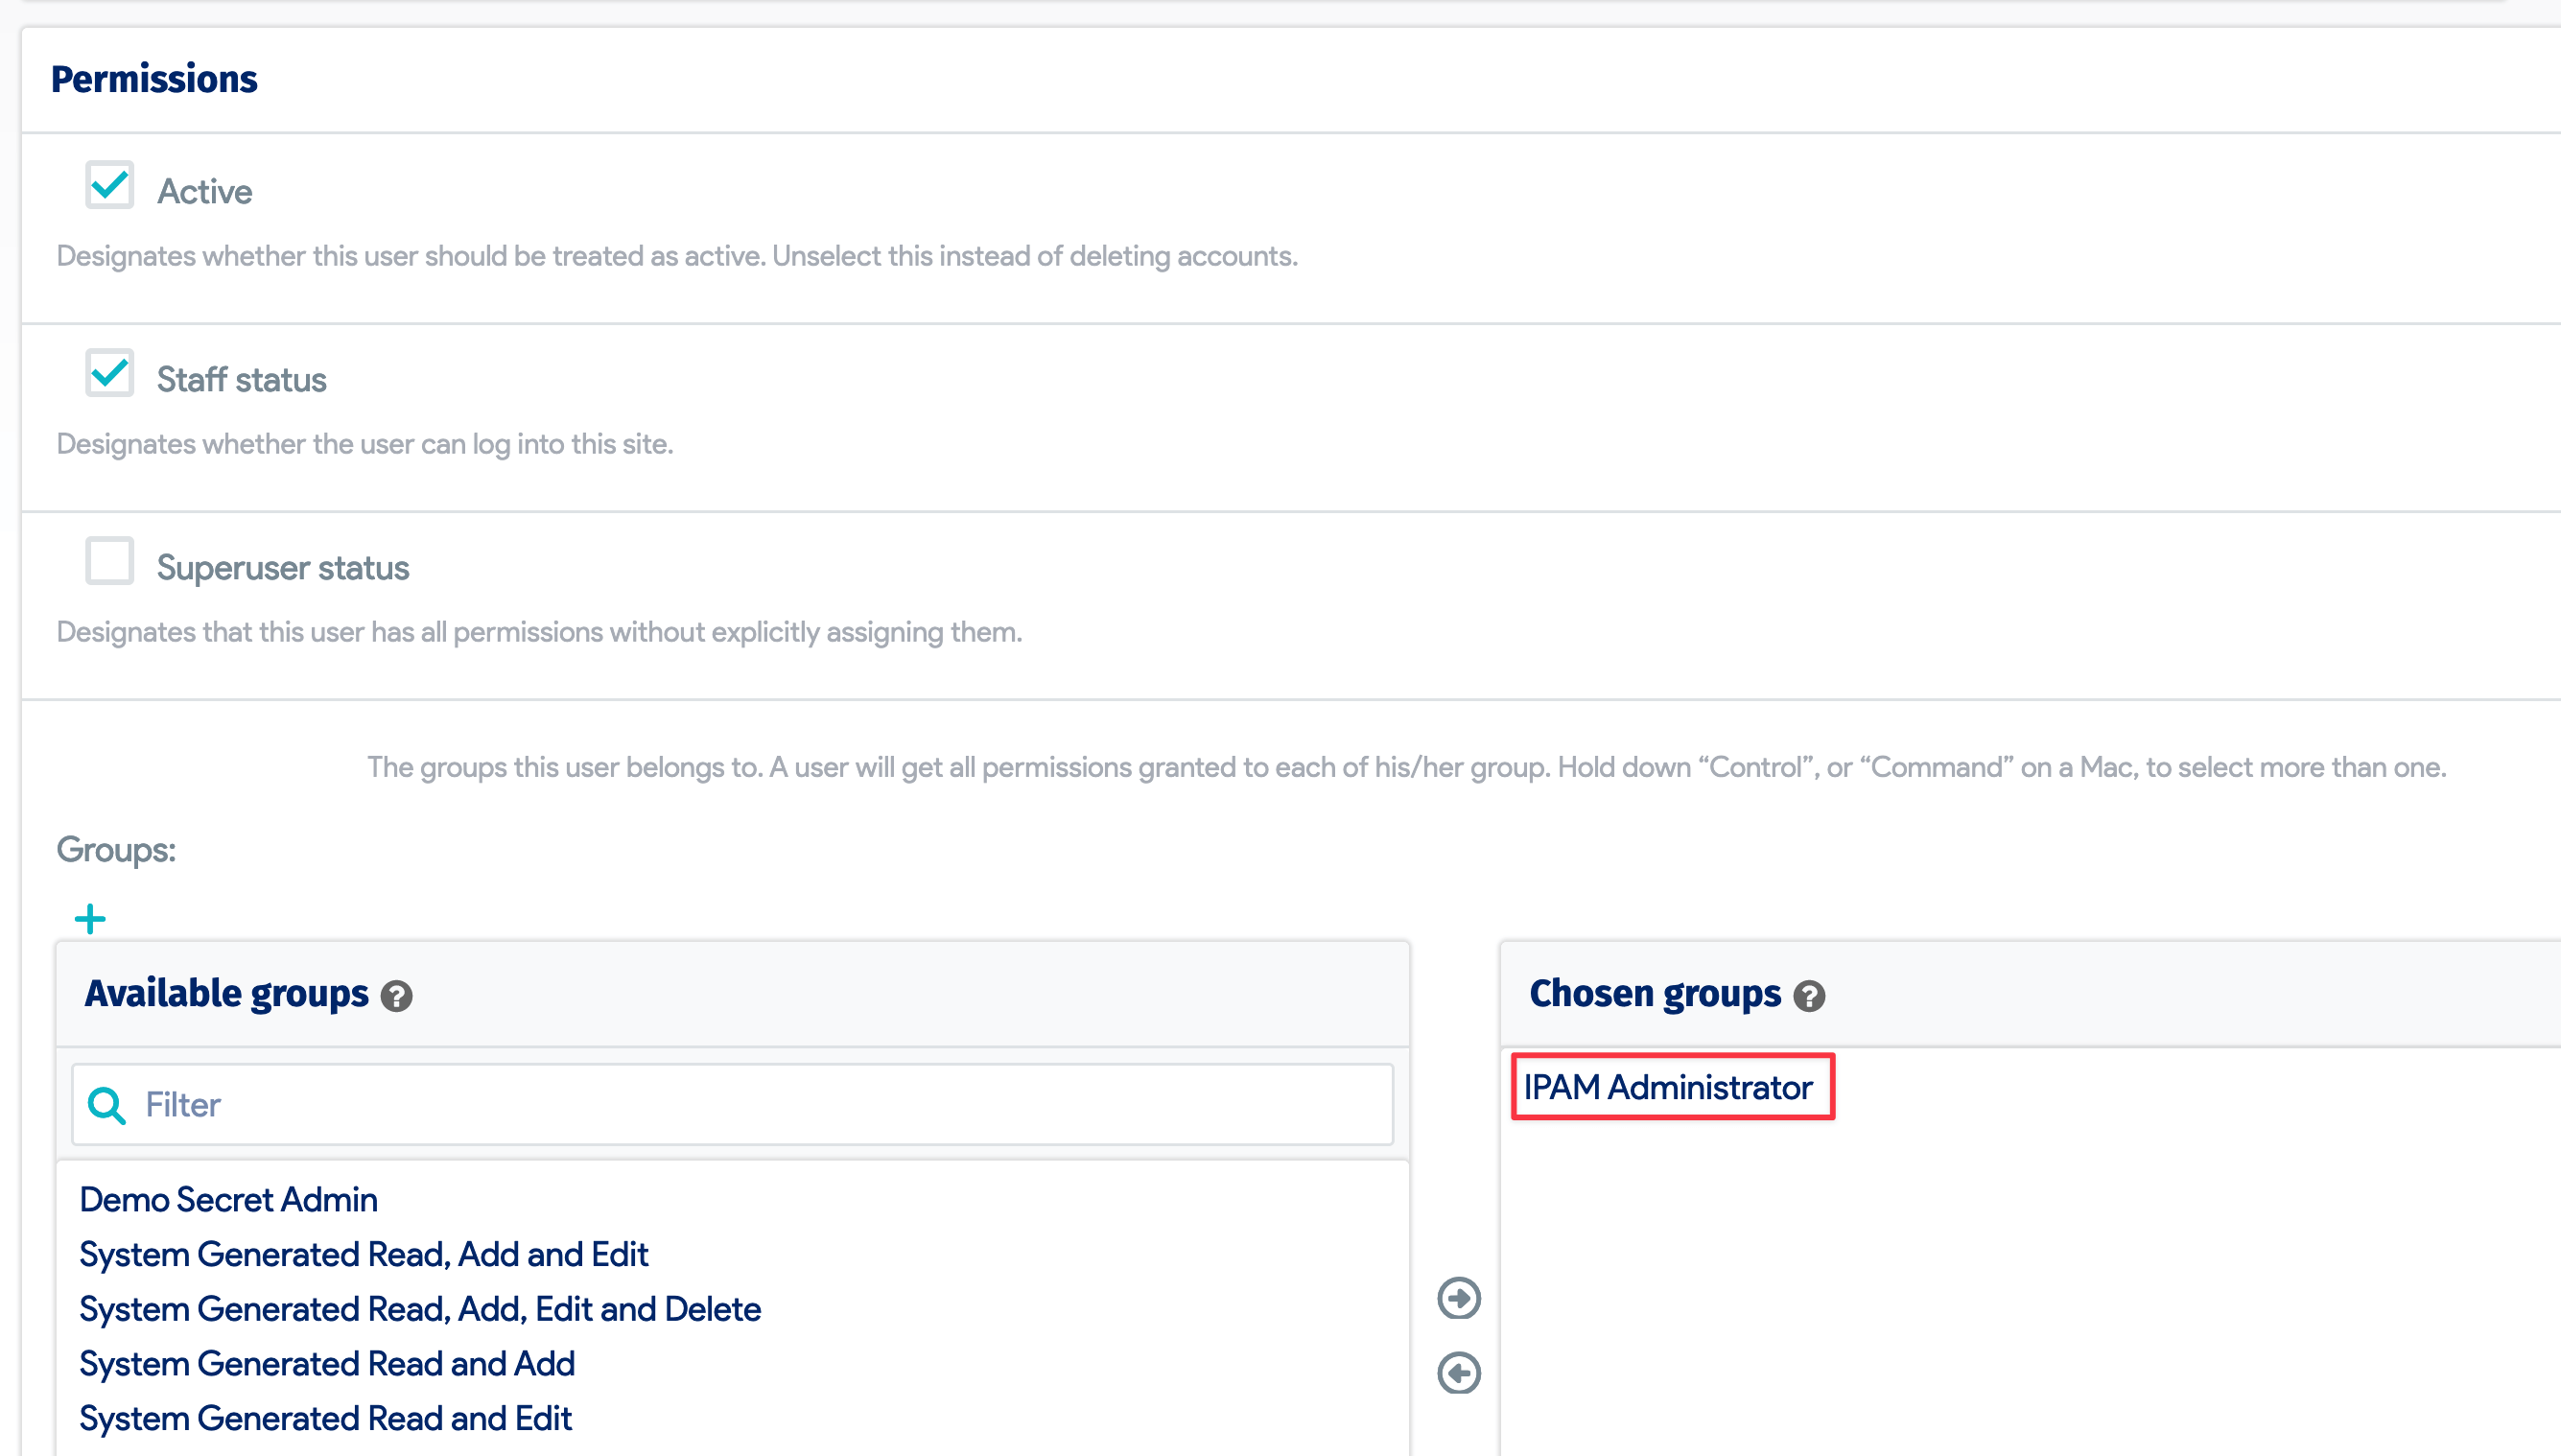 Permissions
Active
Designates whether this user should be treated as active. Unselect this instead of deleting accounts.
Staff status
Designates whether the user can log into this site.
Superuser status
Designates that this user has all permissions without explicitly assigning them.
The groups this user belongs to. A user will get all permissions granted to each of his/her group. Hold down “Control”, or “Command” on a Mac, to select more than one.
Groups:
Available groups ?
Filter
Demo Secret Admin
System Generated Read, Add and Edit
System Generated Read, Add, Edit and Delete
System Generated Read and Add
System Generated Read and Edit
Chosen groups ?
IPAM Administrator